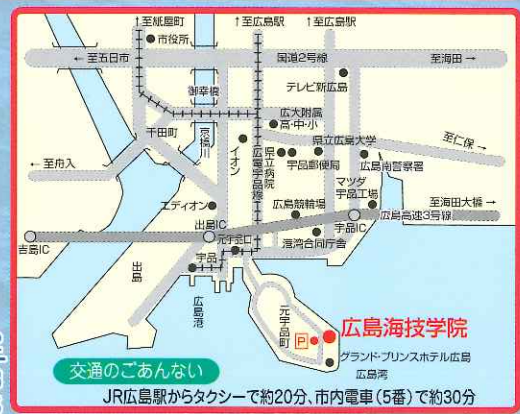 ↑至紙屋町
↑至広島駅
↑至広島駅
市役所
←至五日市
国道2号線
至海田→
御幸橋
テレビ新広島
広大附属
高・中・小
千田町
京橋川
イオン
広電宇品線
県立病院
県立広島大学
至仁保→
←至舟入
宇品郵便局
広島南警察署
エディオン
マツダ
宇品工場
広島競輪場
至海田大橋→
出島IC
宇品IC
広島高速3号線
吉島IC
元宇品口
港湾合同庁舎
出島
宇品
広島港
元宇品町
P
広島海技学院
グランドプリンスホテル広島
広島湾
交通のごあんない
JR広島駅からタクシーで約20分、市内電車(5番)で約30分